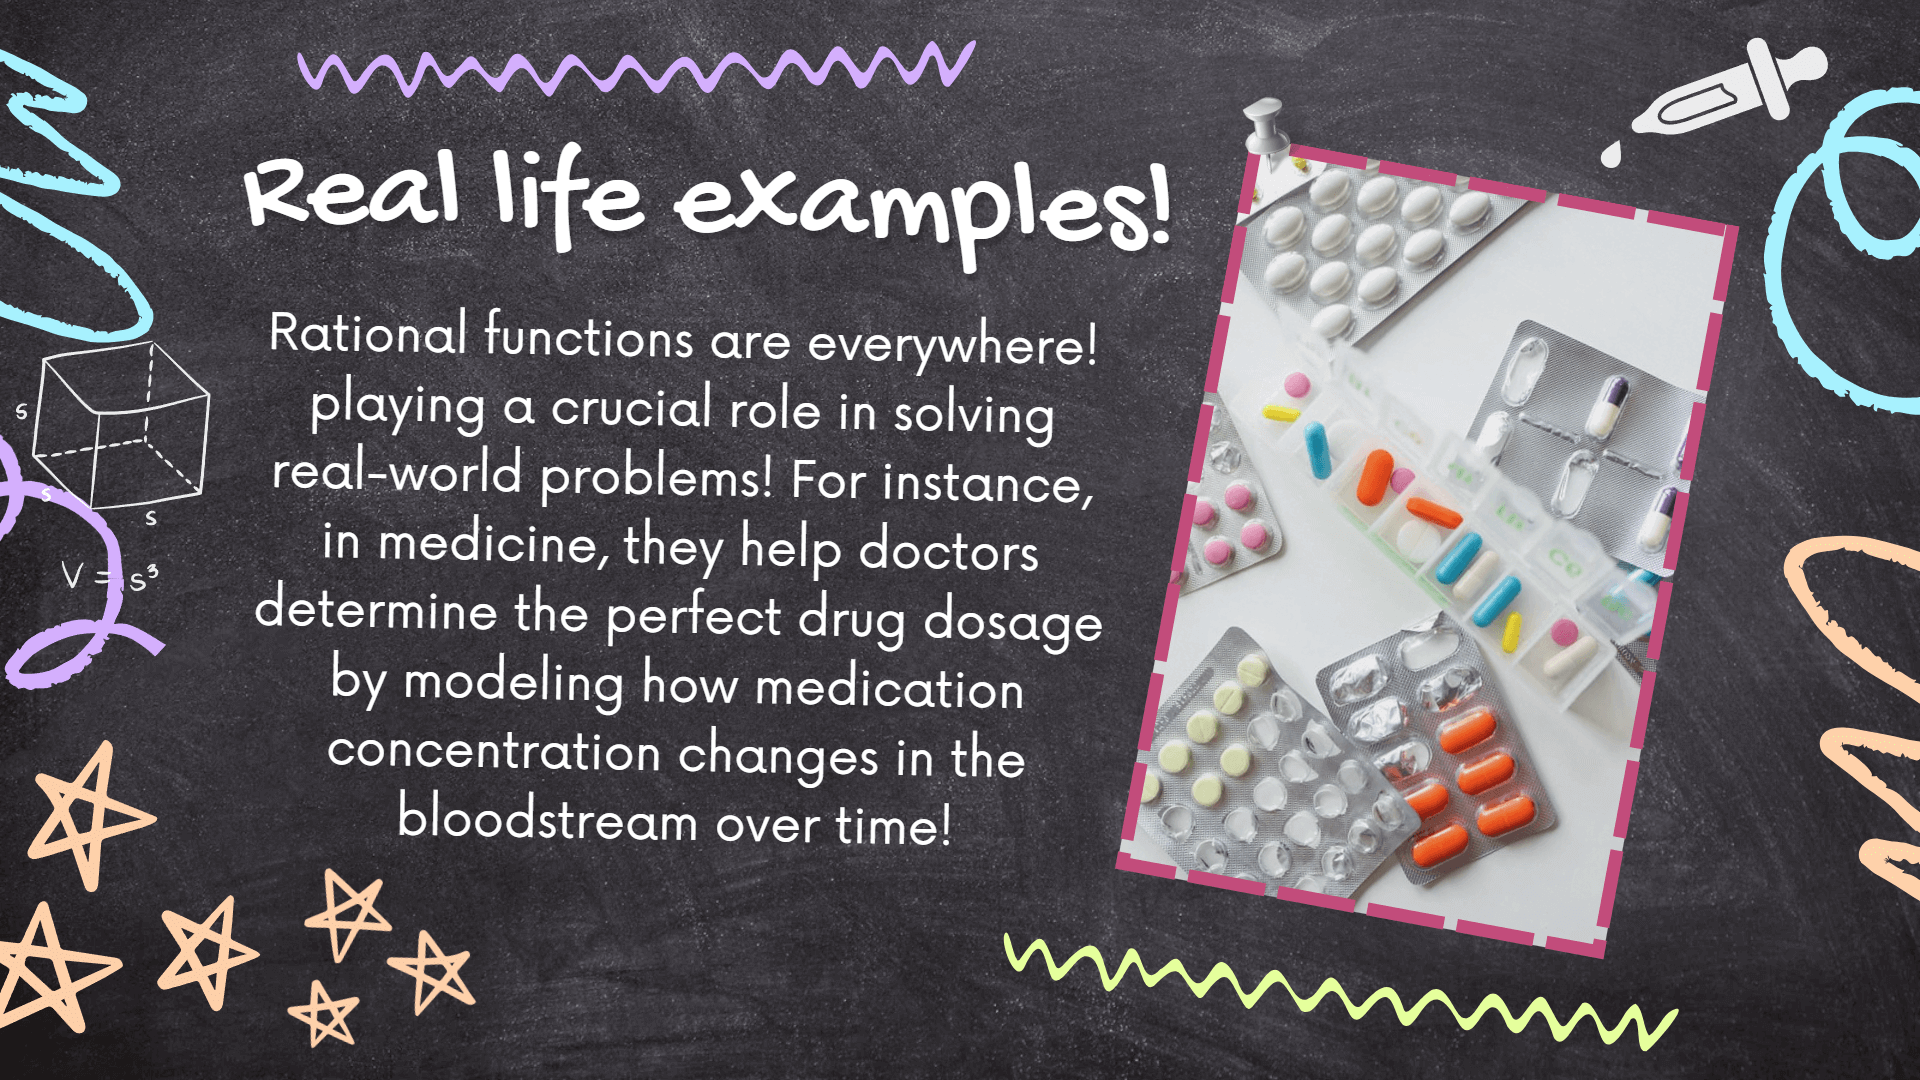 Real life examples!
Rational functions are everywhere!
playing a crucial role in solving
real-world problems! For instance,
in medicine, they help doctors
determine the perfect drug dosage
by modeling how medication
concentration changes in the
bloodstream over time!
s
s
s
V = s³